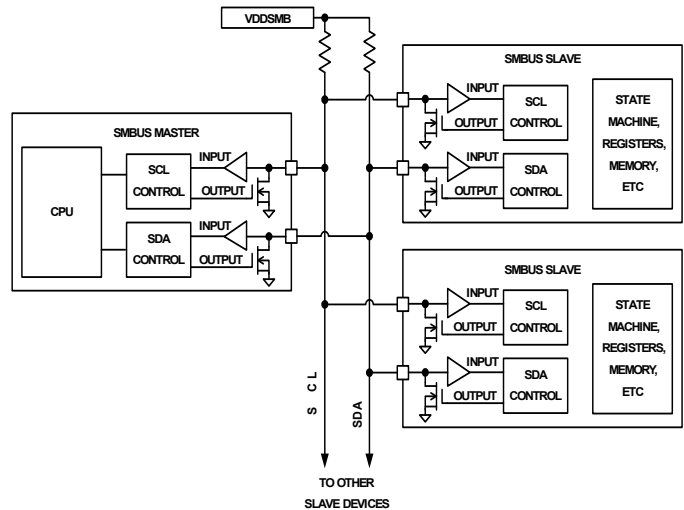 VDDSMB
SMBUS MASTER
CPU
SCL
CONTROL
INPUT
OUTPUT
SDA
CONTROL
INPUT
OUTPUT
SMBUS SLAVE
INPUT
OUTPUT
SCL
CONTROL
INPUT
OUTPUT
SDA
CONTROL
STATE
MACHINE,
REGISTERS,
MEMORY,
ETC
SMBUS SLAVE
INPUT
OUTPUT
SCL
CONTROL
INPUT
OUTPUT
SDA
CONTROL
STATE
MACHINE,
REGISTERS,
MEMORY,
ETC
S CL
SDA
TO OTHER
SLAVE DEVICES